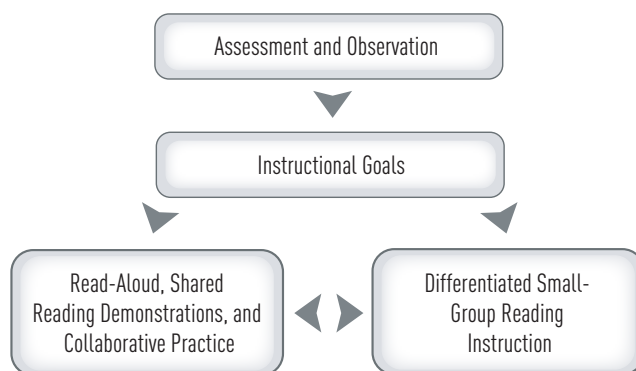 Assessment and Observation
Instructional Goals
Read-Aloud, Shared
Reading Demonstrations, and
Collaborative Practice
Differentiated Small-
Group Reading
Instruction